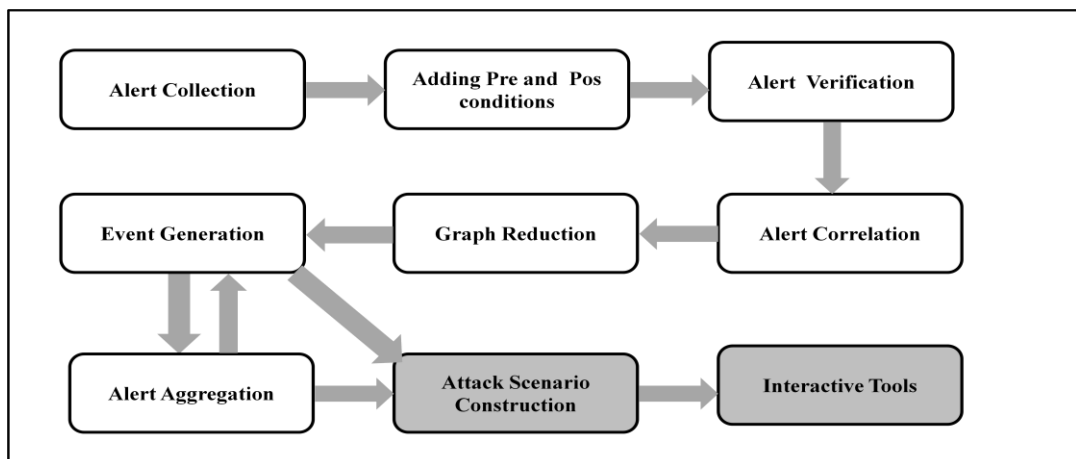 Alert Collection
Adding Pre and Pos
conditions
Alert Verification
Event Generation
Graph Reduction
Alert Correlation
Alert Aggregation
Attack Scenario
Construction
Interactive Tools